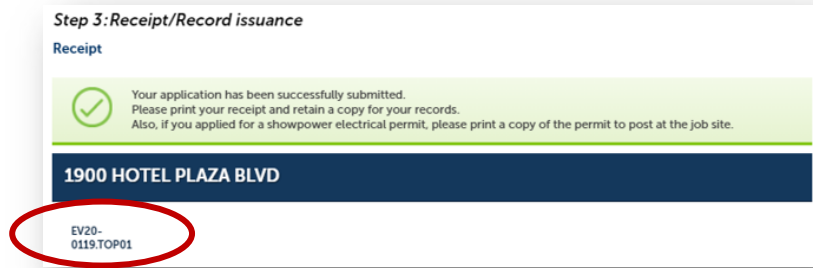 Step 3:Receipt/Record issuance
Receipt
Your application has been successfully submitted.
Please print your receipt and retain a copy for your records.
Also, if you applied for a showpower electrical permit, please print a copy of the permit to post at the job site.
1900 HOTEL PLAZA BLVD
EV20-
0119.TOP01